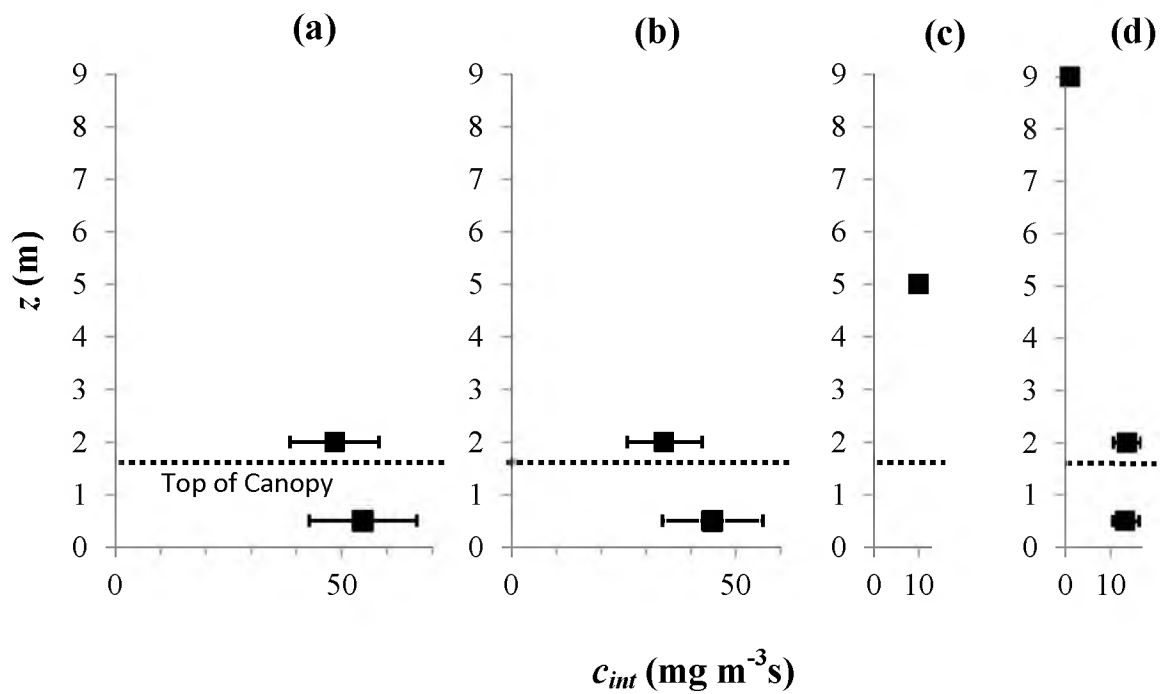 (a) (b) (c) (d)
9 9 9 9
8 8 8 8
7 7 7 7
6 6 6 6
z (m) 5 5 5 5
4 4 4 4
3 3 3 3
2 2 2 2
Top of Canopy
1 1 1 1
0 0 0 0
0 50 0 50 0 10 0 10
c_int (mg m⁻³s)